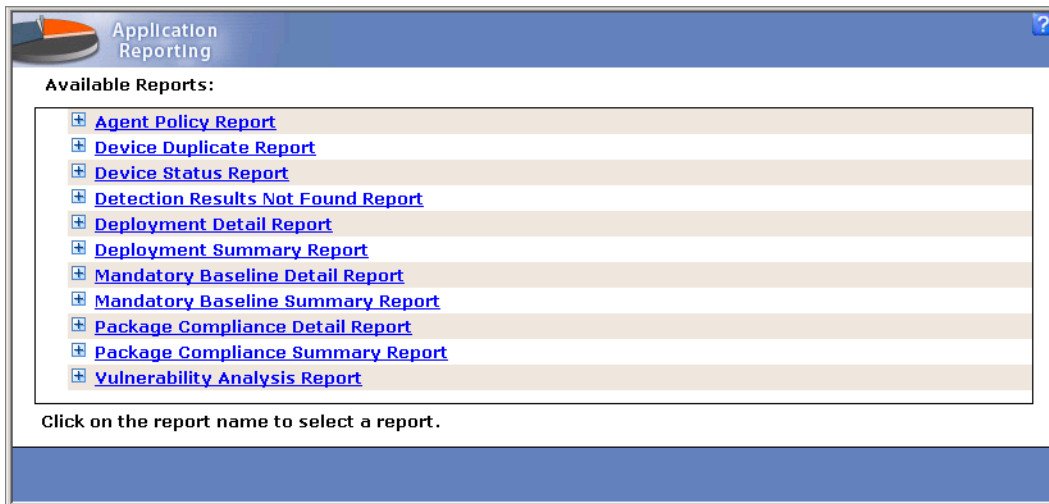 Application
Reporting
?
Available Reports:
Agent Policy Report
Device Duplicate Report
Device Status Report
Detection Results Not Found Report
Deployment Detail Report
Deployment Summary Report
Mandatory Baseline Detail Report
Mandatory Baseline Summary Report
Package Compliance Detail Report
Package Compliance Summary Report
Vulnerability Analysis Report
Click on the report name to select a report.